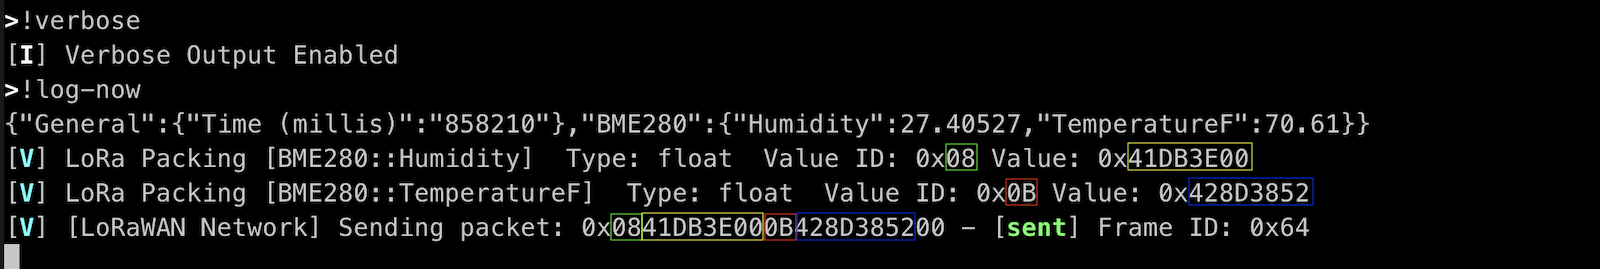 >!verbose
[I] Verbose Output Enabled
>!log-now
{"General":{"Time (millis)":"858210"},"BME280":{"Humidity":27.40527,"TemperatureF":70.61}}
[V] LoRa Packing [BME280::Humidity]  Type: float  Value ID: 0x08 Value: 0x41DB3E00
[V] LoRa Packing [BME280::TemperatureF]  Type: float  Value ID: 0x0B Value: 0x428D3852
[V] [LoRaWAN Network] Sending packet: 0x0841DB3E000B428D385200 - [sent] Frame ID: 0x64